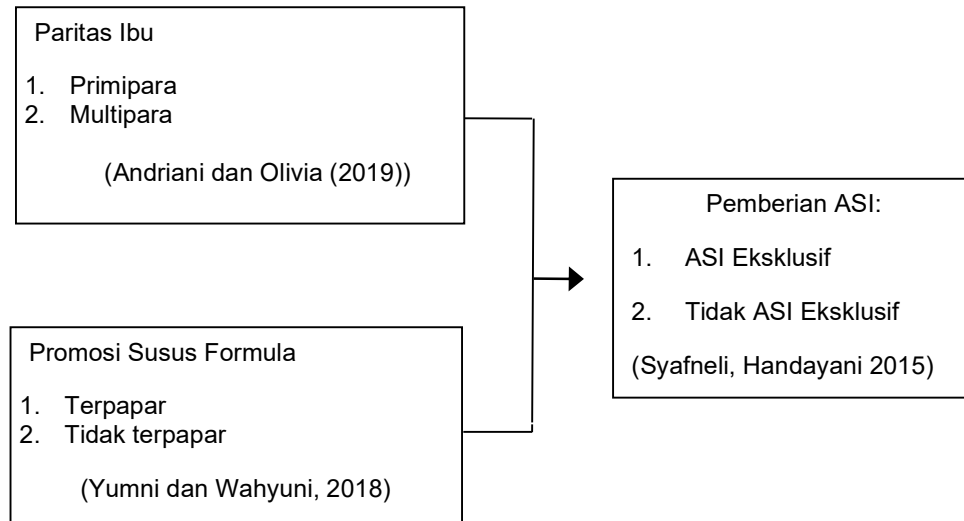 Paritas Ibu
1. Primipara
2. Multipara
(Andriani dan Olivia (2019))
Promosi Susus Formula
1. Terpapar
2. Tidak terpapar
(Yumni dan Wahyuni, 2018)
Pemberian ASI:
1. ASI Eksklusif
2. Tidak ASI Eksklusif
(Syafneli, Handayani 2015)